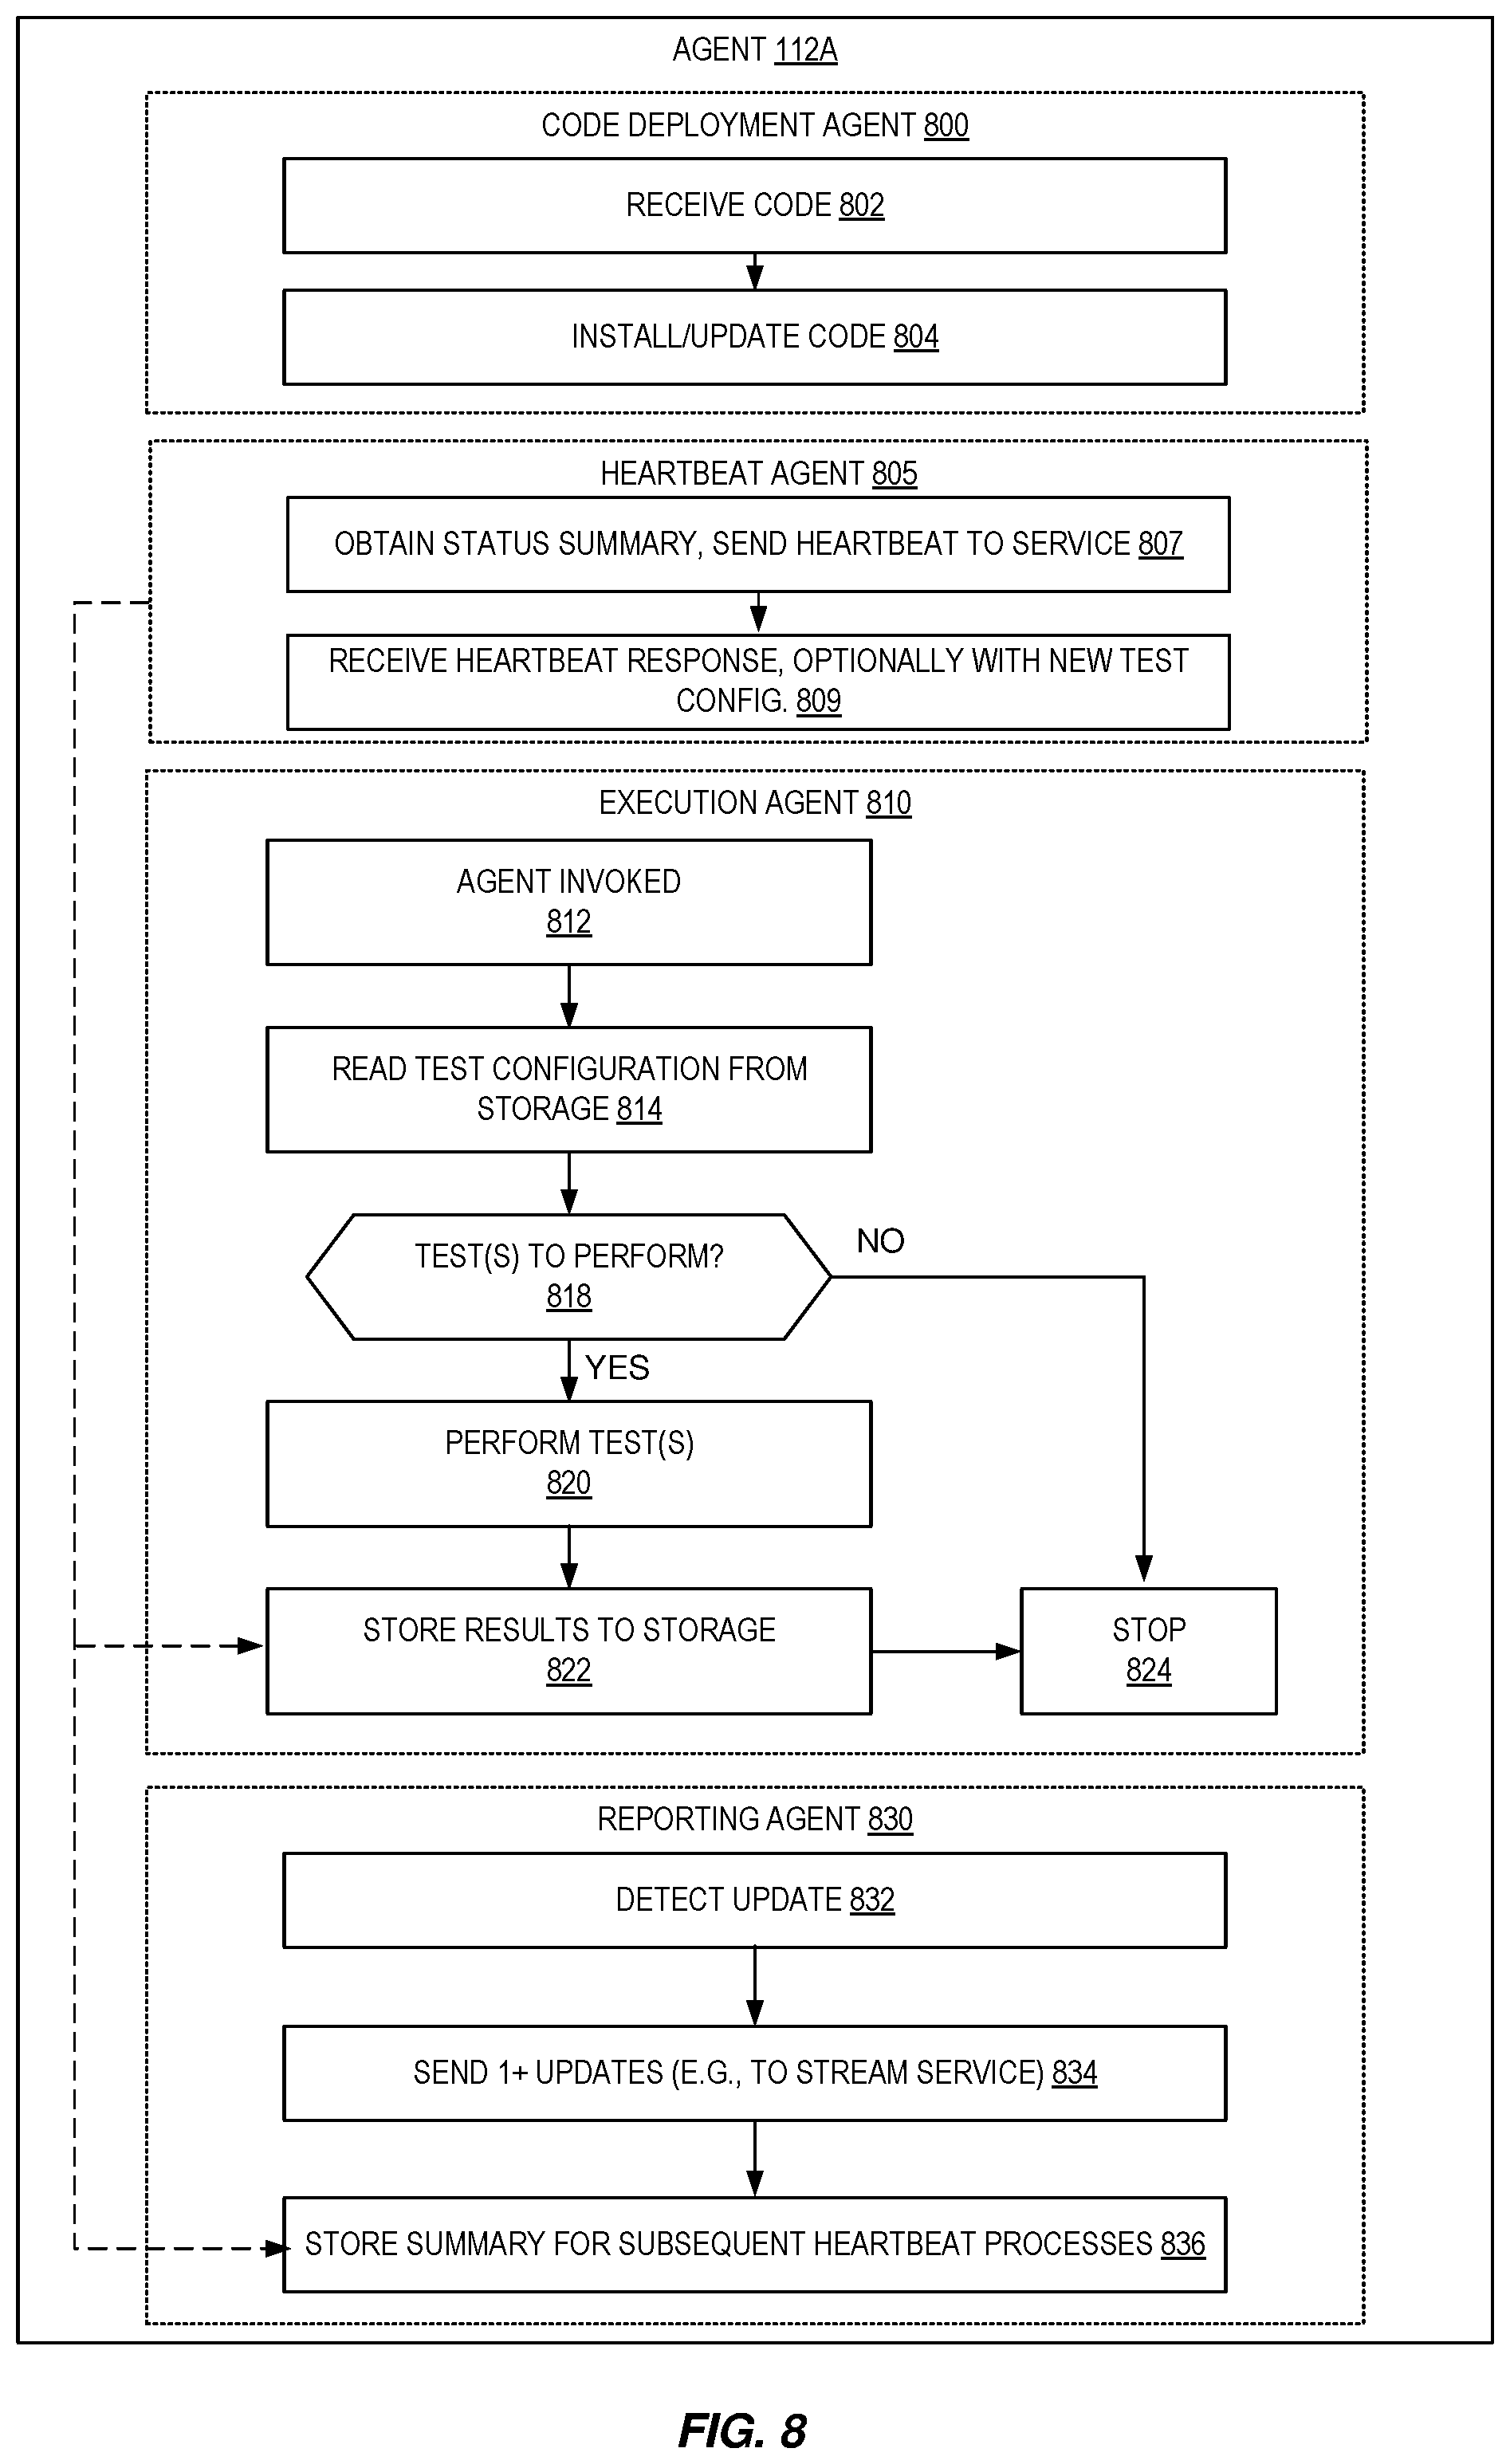 AGENT 112A
CODE DEPLOYMENT AGENT 800
RECEIVE CODE 802
INSTALL/UPDATE CODE 804
HEARTBEAT AGENT 805
OBTAIN STATUS SUMMARY, SEND HEARTBEAT TO SERVICE 807
RECEIVE HEARTBEAT RESPONSE, OPTIONALLY WITH NEW TEST
CONFIG. 809
EXECUTION AGENT 810
AGENT INVOKED
812
READ TEST CONFIGURATION FROM
STORAGE 814
TEST(S) TO PERFORM?
818
NO
YES
PERFORM TEST(S)
820
STORE RESULTS TO STORAGE
822
STOP
824
REPORTING AGENT 830
DETECT UPDATE 832
SEND 1+ UPDATES (E.G., TO STREAM SERVICE) 834
STORE SUMMARY FOR SUBSEQUENT HEARTBEAT PROCESSES 836
FIG. 8